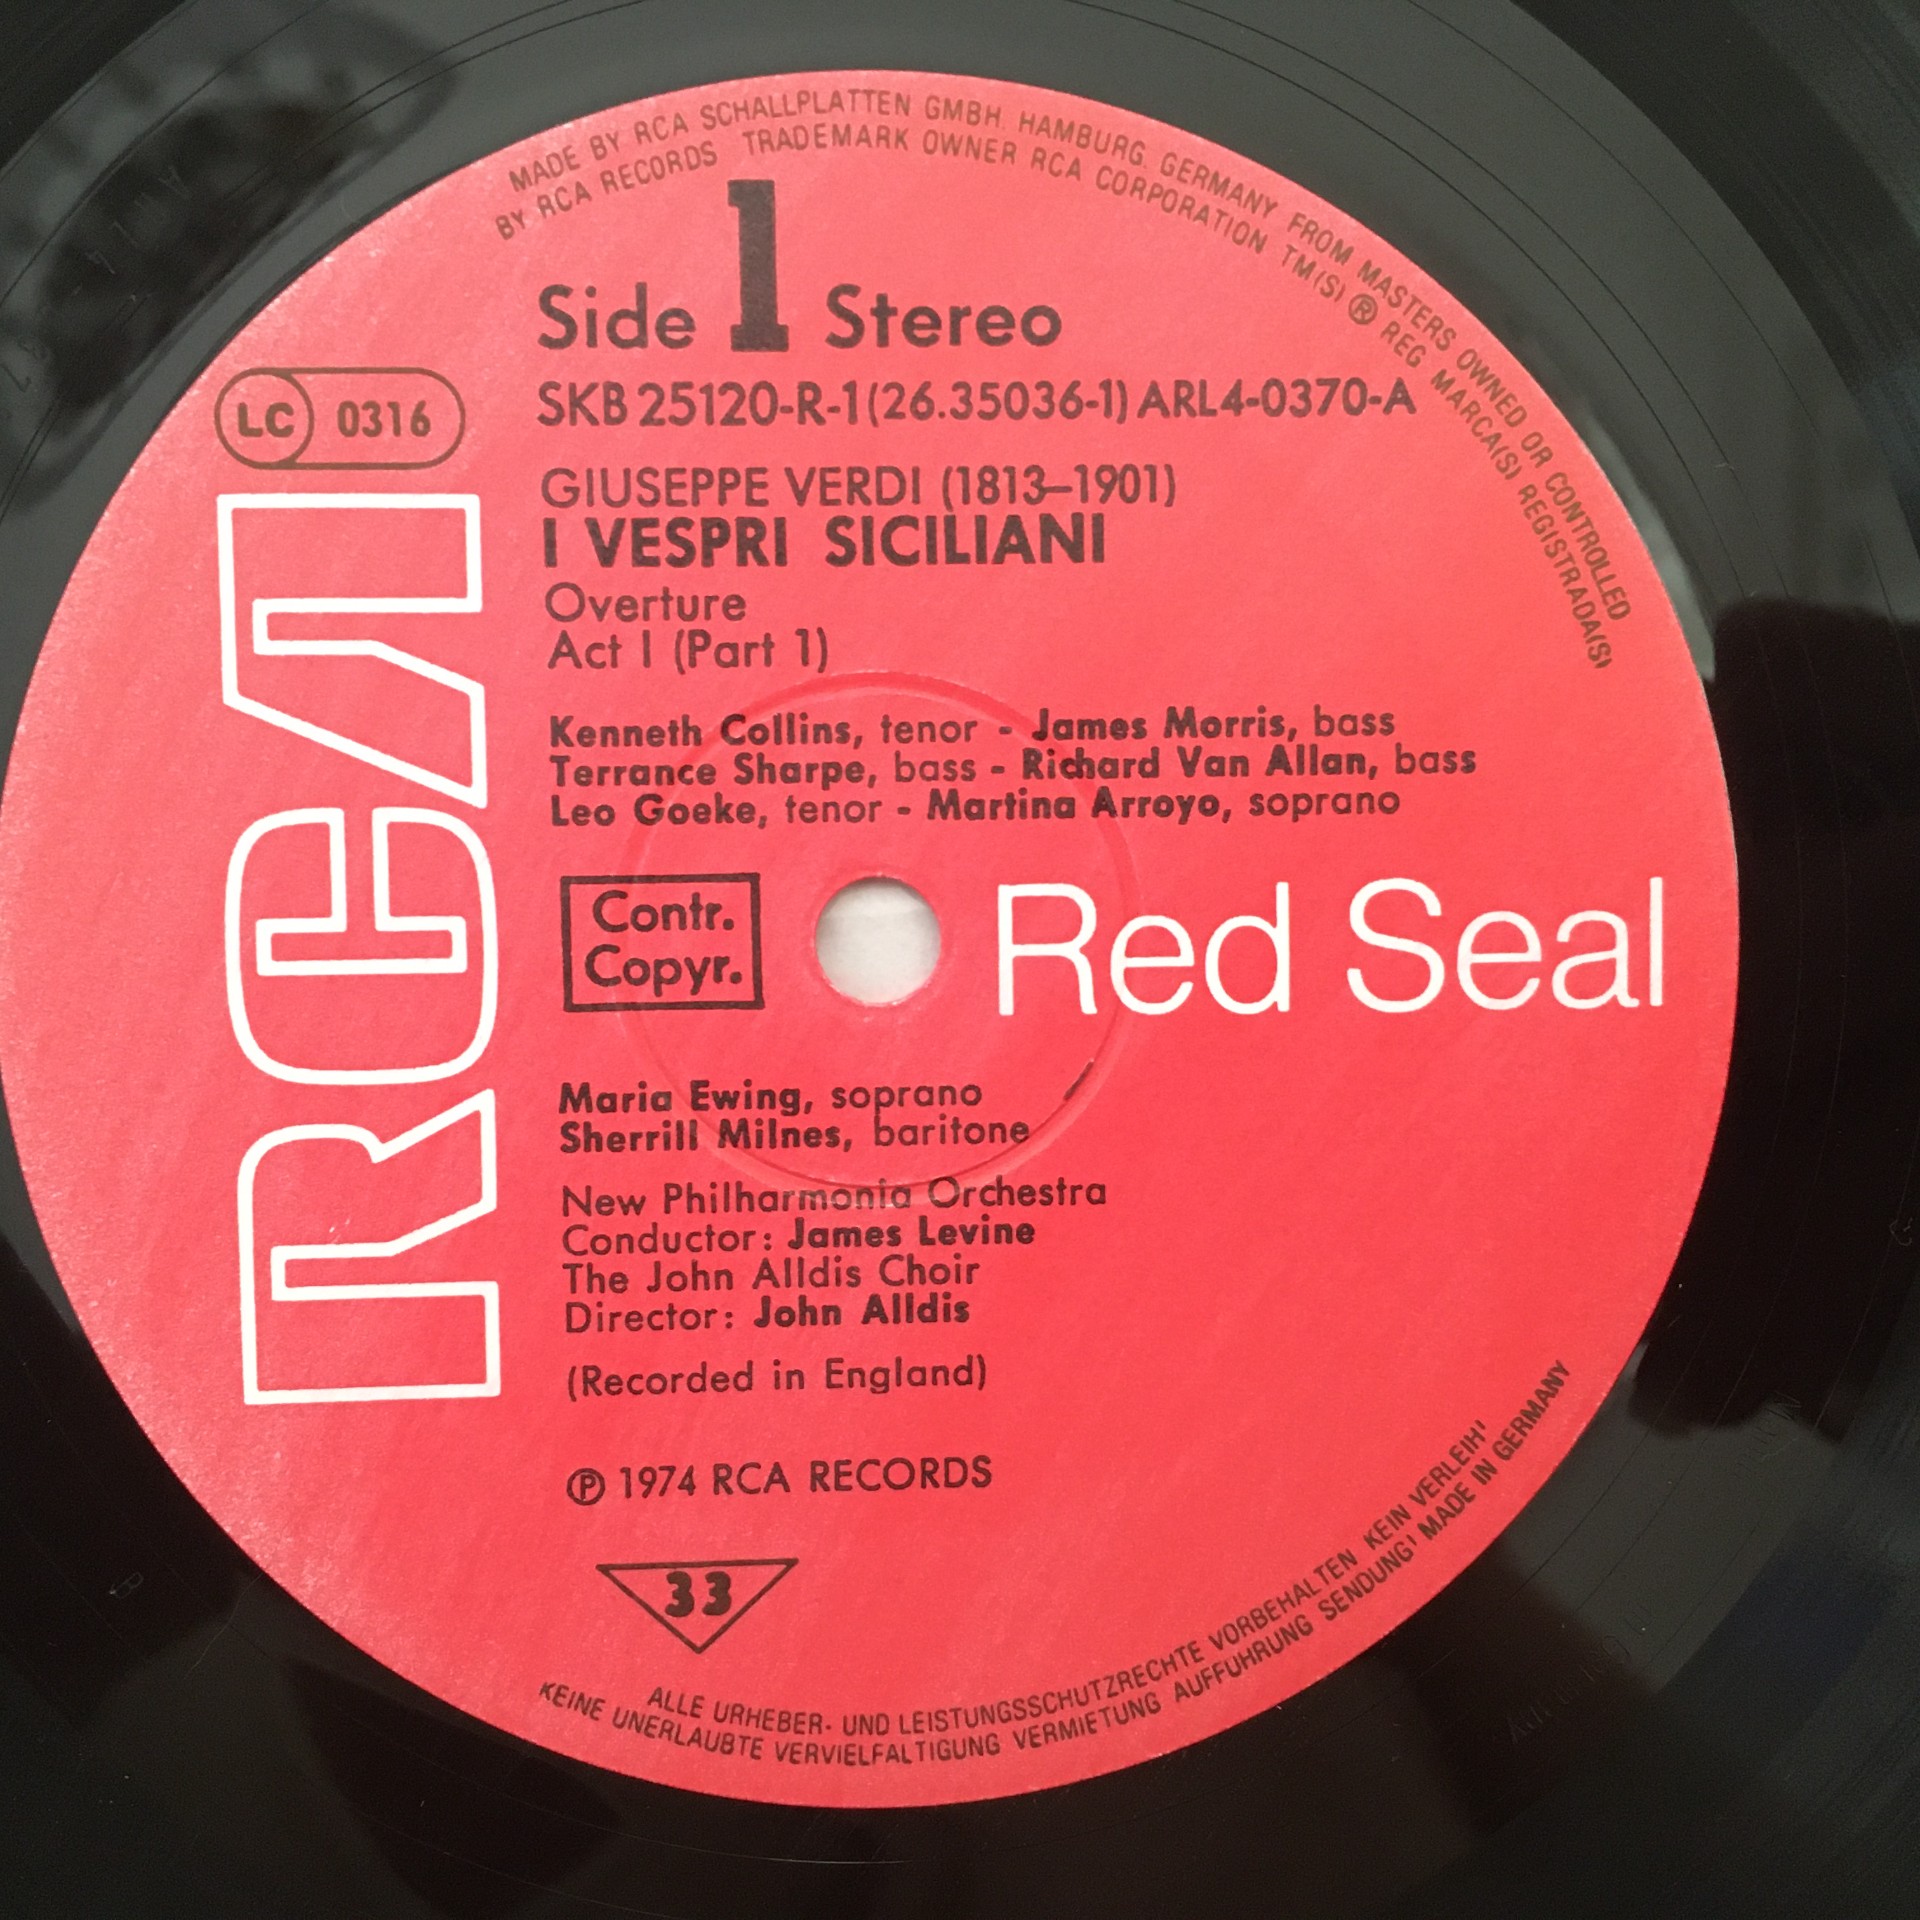 MADE BY RCA SCHALLPLATTEN GMBH. HAMBURG. GERMANY FROM MASTERS OWNED OR CONTROLLED
BY RCA RECORDS TRADEMARK OWNER RCA CORPORATION TM(S) ® REG MARCA(S) REGISTRADA(S)
Side 1 Stereo
LC 0316
SKB 25120-R-1 (26.35036-1) ARL4-0370-A
GIUSEPPE VERDI (1813–1901)
I VESPRI SICILIANI
Overture
Act I (Part 1)
RCA
Kenneth Collins, tenor - James Morris, bass
Terrance Sharpe, bass - Richard Van Allan, bass
Leo Goeke, tenor - Martina Arroyo, soprano
Contr.
Copyr.
Red Seal
Maria Ewing, soprano
Sherrill Milnes, baritone
New Philharmonia Orchestra
Conductor: James Levine
The John Alldis Choir
Director: John Alldis
(Recorded in England)
℗ 1974 RCA RECORDS
33
ALLE URHEBER- UND LEISTUNGSSCHUTZRECHTE VORBEHALTEN KEIN VERLEIH!
KEINE UNERLAUBTE VERVIELFALTIGUNG VERMIETUNG AUFFUHRUNG SENDUNG! MADE IN GERMANY